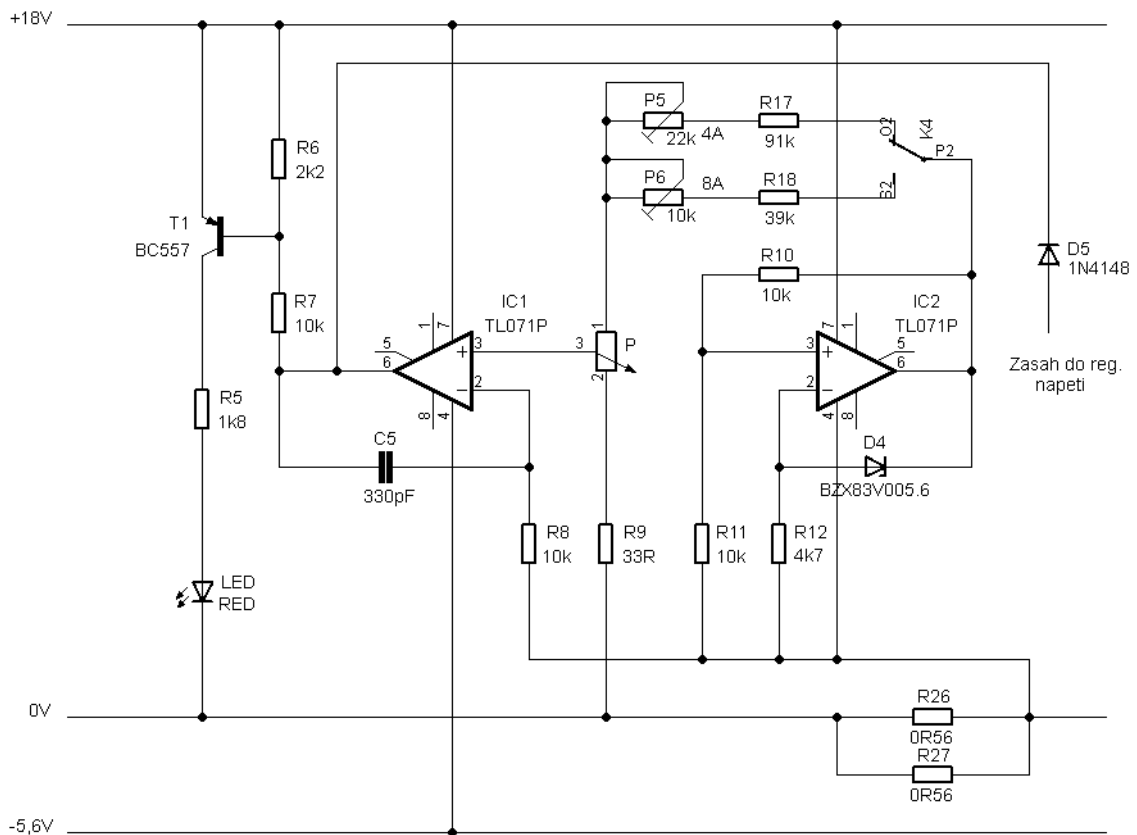 +18V
P5
22k
4A
R17
91k
O2
K4
P2
S2
P6
10k
8A
R18
39k
R6
2k2
T1
BC557
R7
10k
R10
10k
D5
1N4148
IC1
TL071P
1
7
5
6
3
2
8
4
+
−
1
3
2
P
IC2
TL071P
7
1
3
2
5
6
4
8
+
−
Zasah do reg.
napeti
R5
1k8
C5
330pF
D4
BZX83V005.6
R8
10k
R9
33R
R11
10k
R12
4k7
LED
RED
0V
R26
0R56
R27
0R56
-5,6V